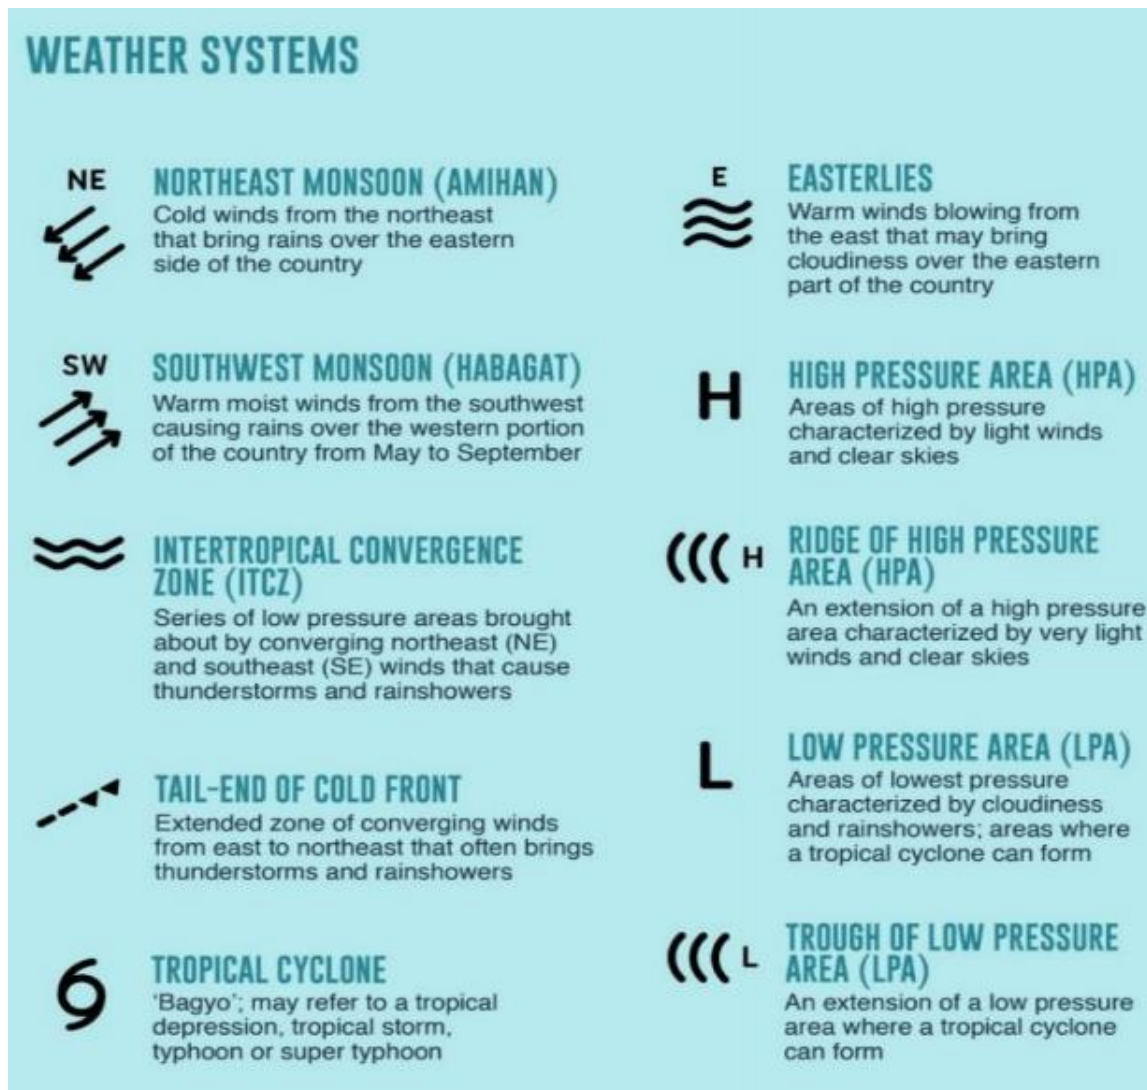 WEATHER SYSTEMS
NE
NORTHEAST MONSOON (AMIHAN)
Cold winds from the northeast
that bring rains over the eastern
side of the country
SW
SOUTHWEST MONSOON (HABAGAT)
Warm moist winds from the southwest
causing rains over the western portion
of the country from May to September
INTERTROPICAL CONVERGENCE
ZONE (ITCZ)
Series of low pressure areas brought
about by converging northeast (NE)
and southeast (SE) winds that cause
thunderstorms and rainshowers
TAIL-END OF COLD FRONT
Extended zone of converging winds
from east to northeast that often brings
thunderstorms and rainshowers
TROPICAL CYCLONE
'Bagyo'; may refer to a tropical
depression, tropical storm,
typhoon or super typhoon
E
EASTERLIES
Warm winds blowing from
the east that may bring
cloudiness over the eastern
part of the country
H
HIGH PRESSURE AREA (HPA)
Areas of high pressure
characterized by light winds
and clear skies
H
RIDGE OF HIGH PRESSURE
AREA (HPA)
An extension of a high pressure
area characterized by very light
winds and clear skies
L
LOW PRESSURE AREA (LPA)
Areas of lowest pressure
characterized by cloudiness
and rainshowers; areas where
a tropical cyclone can form
L
TROUGH OF LOW PRESSURE
AREA (LPA)
An extension of a low pressure
area where a tropical cyclone
can form